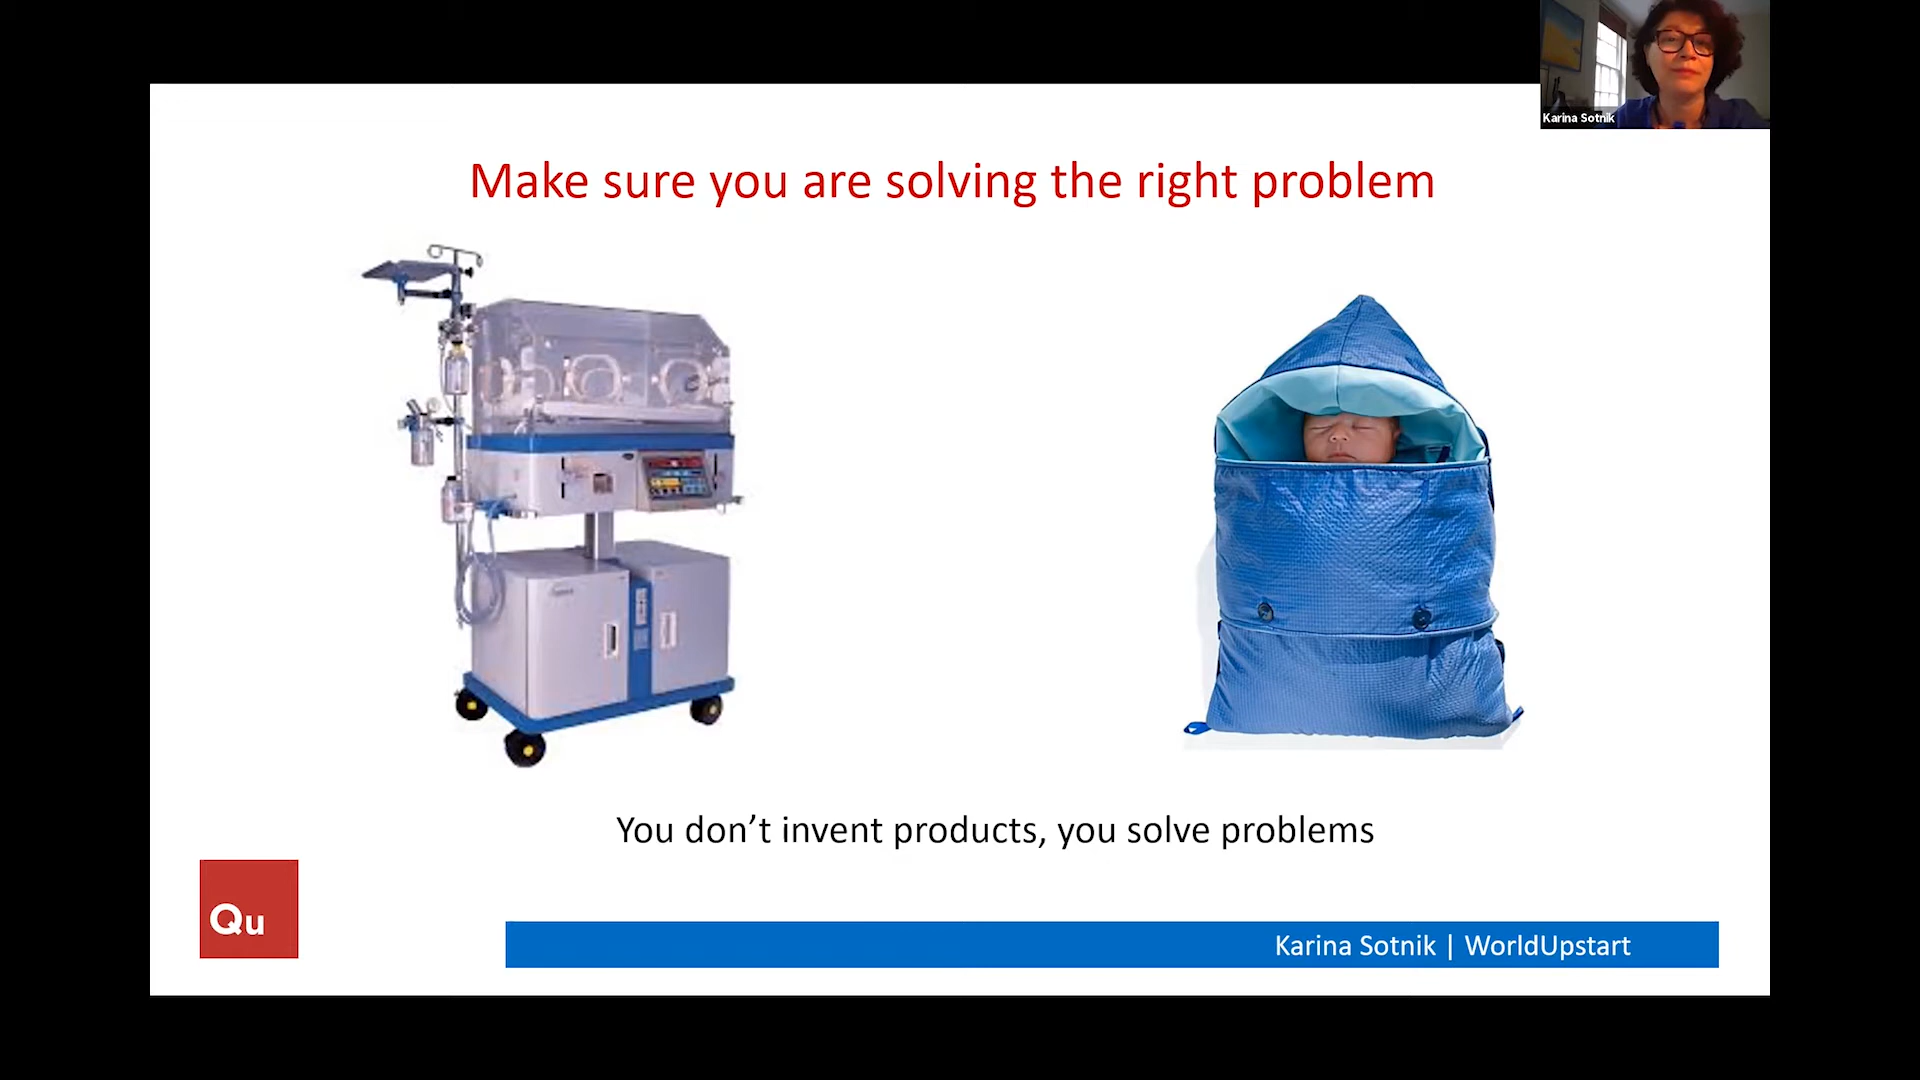 Karina Sotnik
Make sure you are solving the right problem
You don't invent products, you solve problems
Qu
Karina Sotnik | WorldUpstart